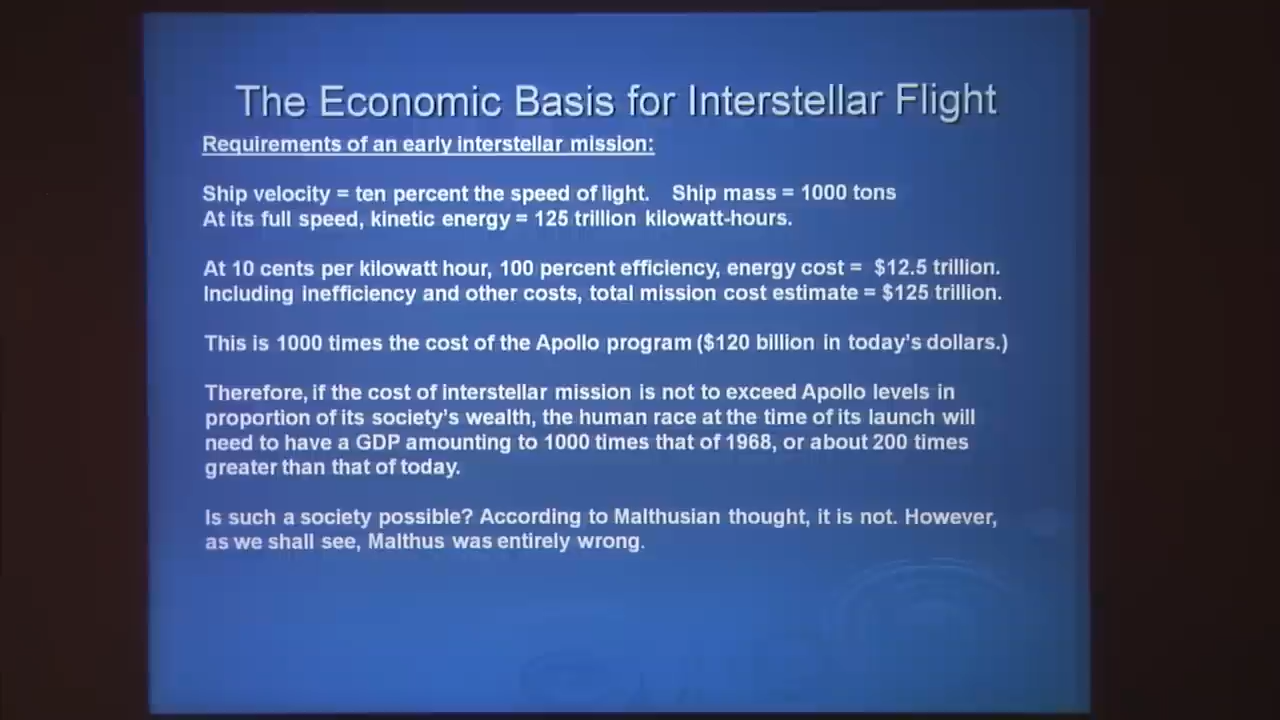 The Economic Basis for Interstellar Flight
Requirements of an early interstellar mission:
Ship velocity = ten percent the speed of light. Ship mass = 1000 tons
At its full speed, kinetic energy = 125 trillion kilowatt-hours.
At 10 cents per kilowatt hour, 100 percent efficiency, energy cost = $12.5 trillion.
Including inefficiency and other costs, total mission cost estimate = $125 trillion.
This is 1000 times the cost of the Apollo program ($120 billion in today's dollars.)
Therefore, if the cost of interstellar mission is not to exceed Apollo levels in
proportion of its society's wealth, the human race at the time of its launch will
need to have a GDP amounting to 1000 times that of 1968, or about 200 times
greater than that of today.
Is such a society possible? According to Malthusian thought, it is not. However,
as we shall see, Malthus was entirely wrong.